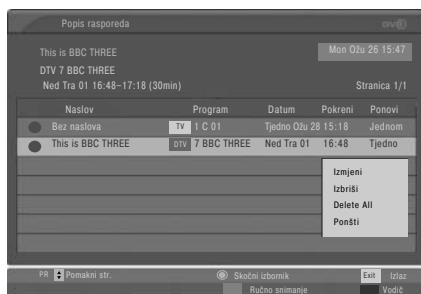 Popis rasporeda
This is BBC THREE
Mon Ožu 26 15:47
DTV 7 BBC THREE
Ned Tra 01 16:48~17:18 (30min)
Stranica 1/1
Naslov Program Datum Pokreni Ponovi
Bez naslova TV 1 C 01 Tjedno Ožu 28 15:18 Jednom
This is BBC THREE DTV 7 BBC THREE Ned Tra 01 16:48 Tjedno
Izmjeni
Izbriši
Delete All
Ponšti
PR Pomakni str. Skočni izbornik Exit Izlaz
Ručno snimanje Vodič